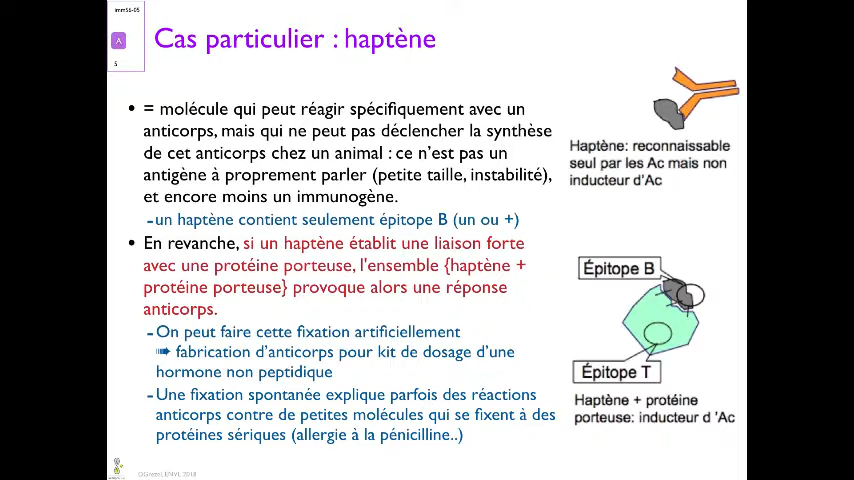 Imm56-05
A
5
Cas particulier : haptène
• = molécule qui peut réagir spécifiquement avec un
anticorps, mais qui ne peut pas déclencher la synthèse
de cet anticorps chez un animal : ce n'est pas un
antigène à proprement parler (petite taille, instabilité),
et encore moins un immunogène.
-un haptène contient seulement épitope B (un ou +)
• En revanche, si un haptène établit une liaison forte
avec une protéine porteuse, l'ensemble {haptène +
protéine porteuse} provoque alors une réponse
anticorps.
-On peut faire cette fixation artificiellement
➠ fabrication d'anticorps pour kit de dosage d'une
hormone non peptidique
-Une fixation spontanée explique parfois des réactions
anticorps contre de petites molécules qui se fixent à des
protéines sériques (allergie à la pénicilline..)
Haptène: reconnaissable
seul par les Ac mais non
inducteur d'Ac
Épitope B
Épitope T
Haptène + protéine
porteuse: inducteur d 'Ac